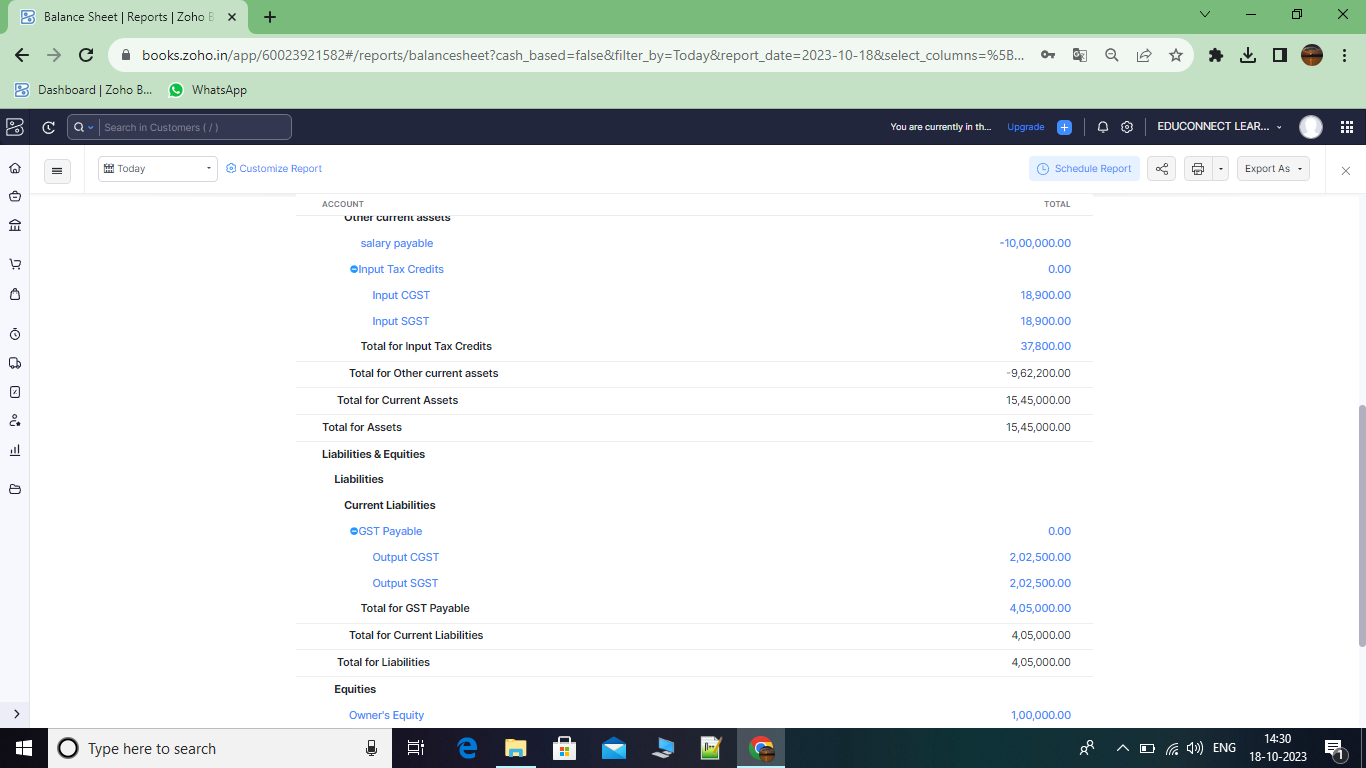 Balance Sheet | Reports | Zoho B
books.zoho.in/app/60023921582#/reports/balancesheet?cash_based=false&filter_by=Today&report_date=2023-10-18&select_columns=%5B...
Dashboard | Zoho B... WhatsApp
Search in Customers ( / ) You are currently in th... Upgrade EDUCONNECT LEAR...
Today Customize Report Schedule Report Export As
ACCOUNT TOTAL
Other current assets
salary payable -10,00,000.00
Input Tax Credits 0.00
Input CGST 18,900.00
Input SGST 18,900.00
Total for Input Tax Credits 37,800.00
Total for Other current assets -9,62,200.00
Total for Current Assets 15,45,000.00
Total for Assets 15,45,000.00
Liabilities & Equities
Liabilities
Current Liabilities
GST Payable 0.00
Output CGST 2,02,500.00
Output SGST 2,02,500.00
Total for GST Payable 4,05,000.00
Total for Current Liabilities 4,05,000.00
Total for Liabilities 4,05,000.00
Equities
Owner's Equity 1,00,000.00
Type here to search ENG 14:30
18-10-2023 1